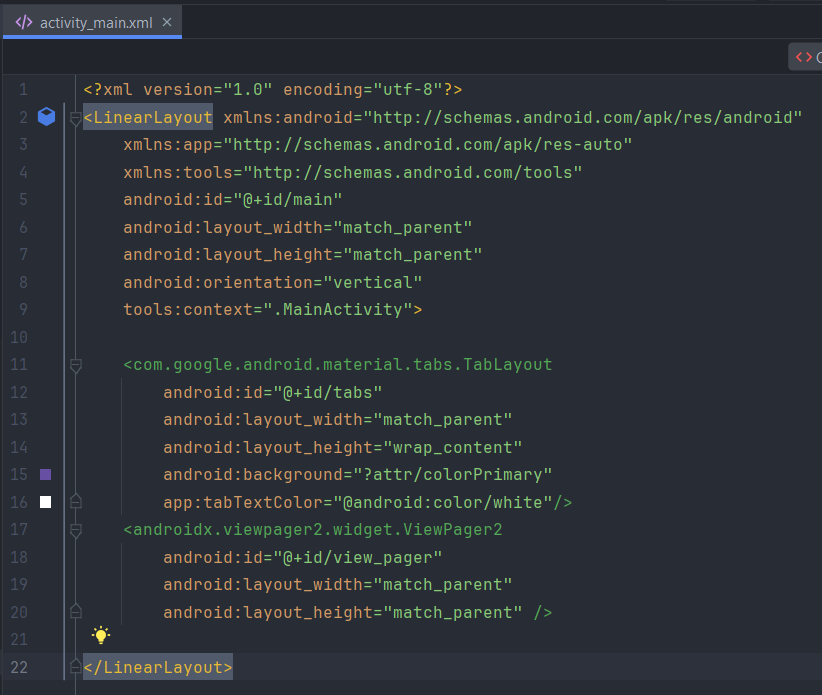 activity_main.xml
1 <?xml version="1.0" encoding="utf-8"?>
2 <LinearLayout xmlns:android="http://schemas.android.com/apk/res/android"
3     xmlns:app="http://schemas.android.com/apk/res-auto"
4     xmlns:tools="http://schemas.android.com/tools"
5     android:id="@+id/main"
6     android:layout_width="match_parent"
7     android:layout_height="match_parent"
8     android:orientation="vertical"
9     tools:context=".MainActivity">
10
11     <com.google.android.material.tabs.TabLayout
12         android:id="@+id/tabs"
13         android:layout_width="match_parent"
14         android:layout_height="wrap_content"
15         android:background="?attr/colorPrimary"
16         app:tabTextColor="@android:color/white"/>
17     <androidx.viewpager2.widget.ViewPager2
18         android:id="@+id/view_pager"
19         android:layout_width="match_parent"
20         android:layout_height="match_parent" />
21
22 </LinearLayout>